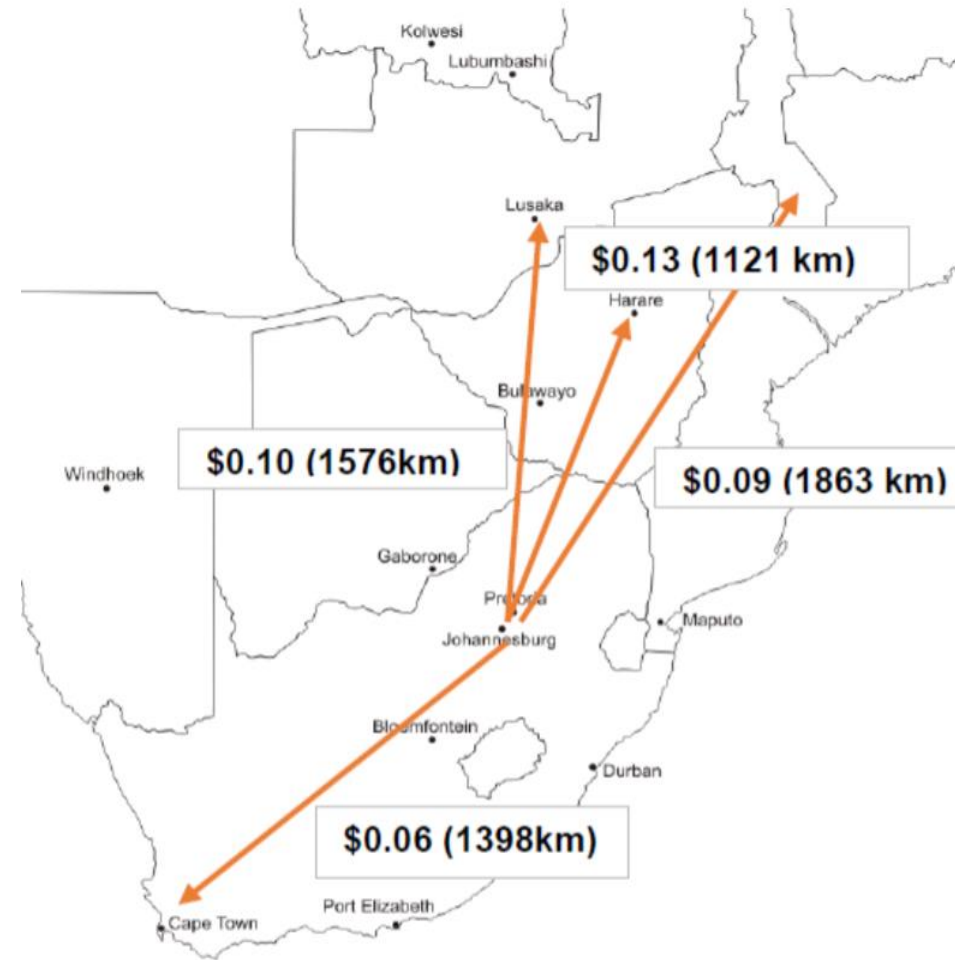 Kolwesi
Lubumbashi
Lusaka
$0.13 (1121 km)
Harare
Bulawayo
$0.10 (1576km)
Windhoek
$0.09 (1863 km)
Gaborone
Pretoria
Johannesburg
Maputo
Bloemfontein
Durban
$0.06 (1398km)
Port Elizabeth
Cape Town